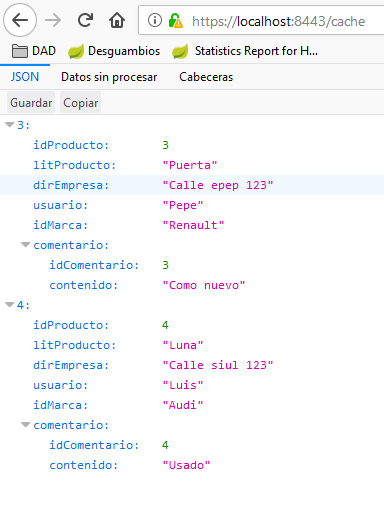 https://localhost:8443/cache
DAD Desguambios Statistics Report for H...
JSON Datos sin procesar Cabeceras
Guardar Copiar
3:
idProducto: 3
litProducto: "Puerta"
dirEmpresa: "Calle epep 123"
usuario: "Pepe"
idMarca: "Renault"
comentario:
idComentario: 3
contenido: "Como nuevo"
4:
idProducto: 4
litProducto: "Luna"
dirEmpresa: "Calle siul 123"
usuario: "Luis"
idMarca: "Audi"
comentario:
idComentario: 4
contenido: "Usado"